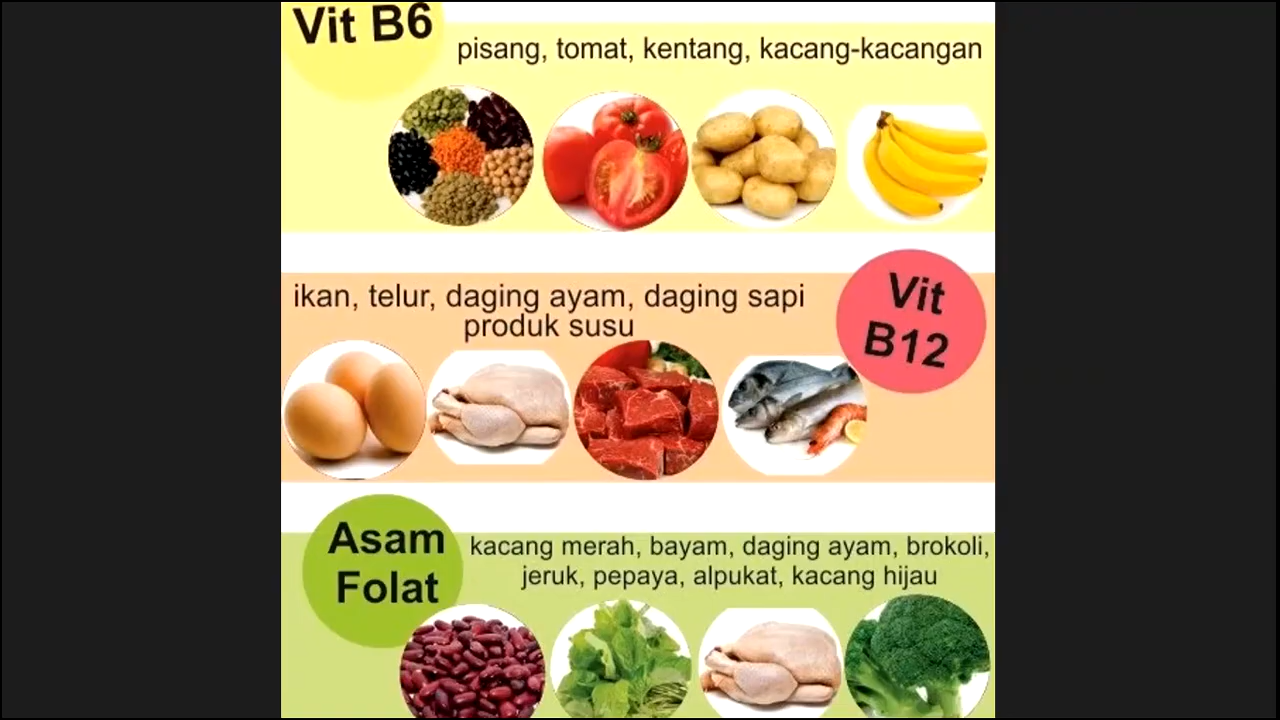 Vit B6
pisang, tomat, kentang, kacang-kacangan
ikan, telur, daging ayam, daging sapi
produk susu
Vit
B12
Asam
Folat
kacang merah, bayam, daging ayam, brokoli,
jeruk, pepaya, alpukat, kacang hijau